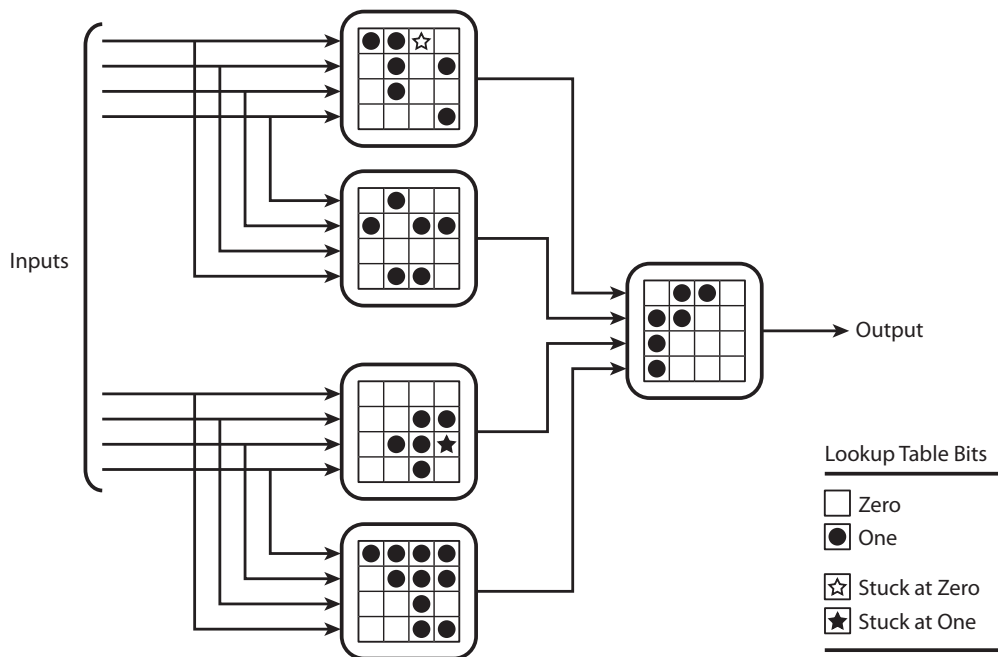 Inputs
Output
Lookup Table Bits
Zero
One
Stuck at Zero
Stuck at One